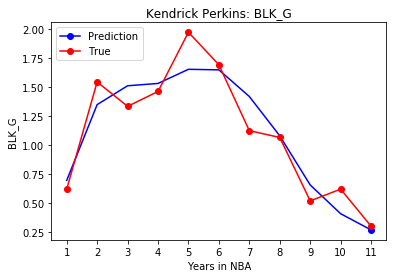 Kendrick Perkins: BLK_G
Prediction
True
2.00
1.75
1.50
1.25
1.00
0.75
0.50
0.25
BLK_G
1 2 3 4 5 6 7 8 9 10 11
Years in NBA